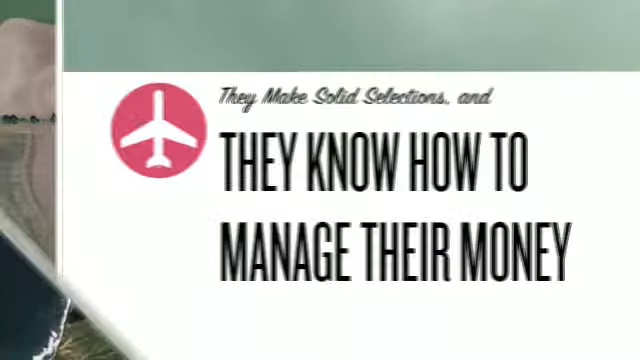 They Make Solid Selections, and
THEY KNOW HOW TO
MANAGE THEIR MONEY